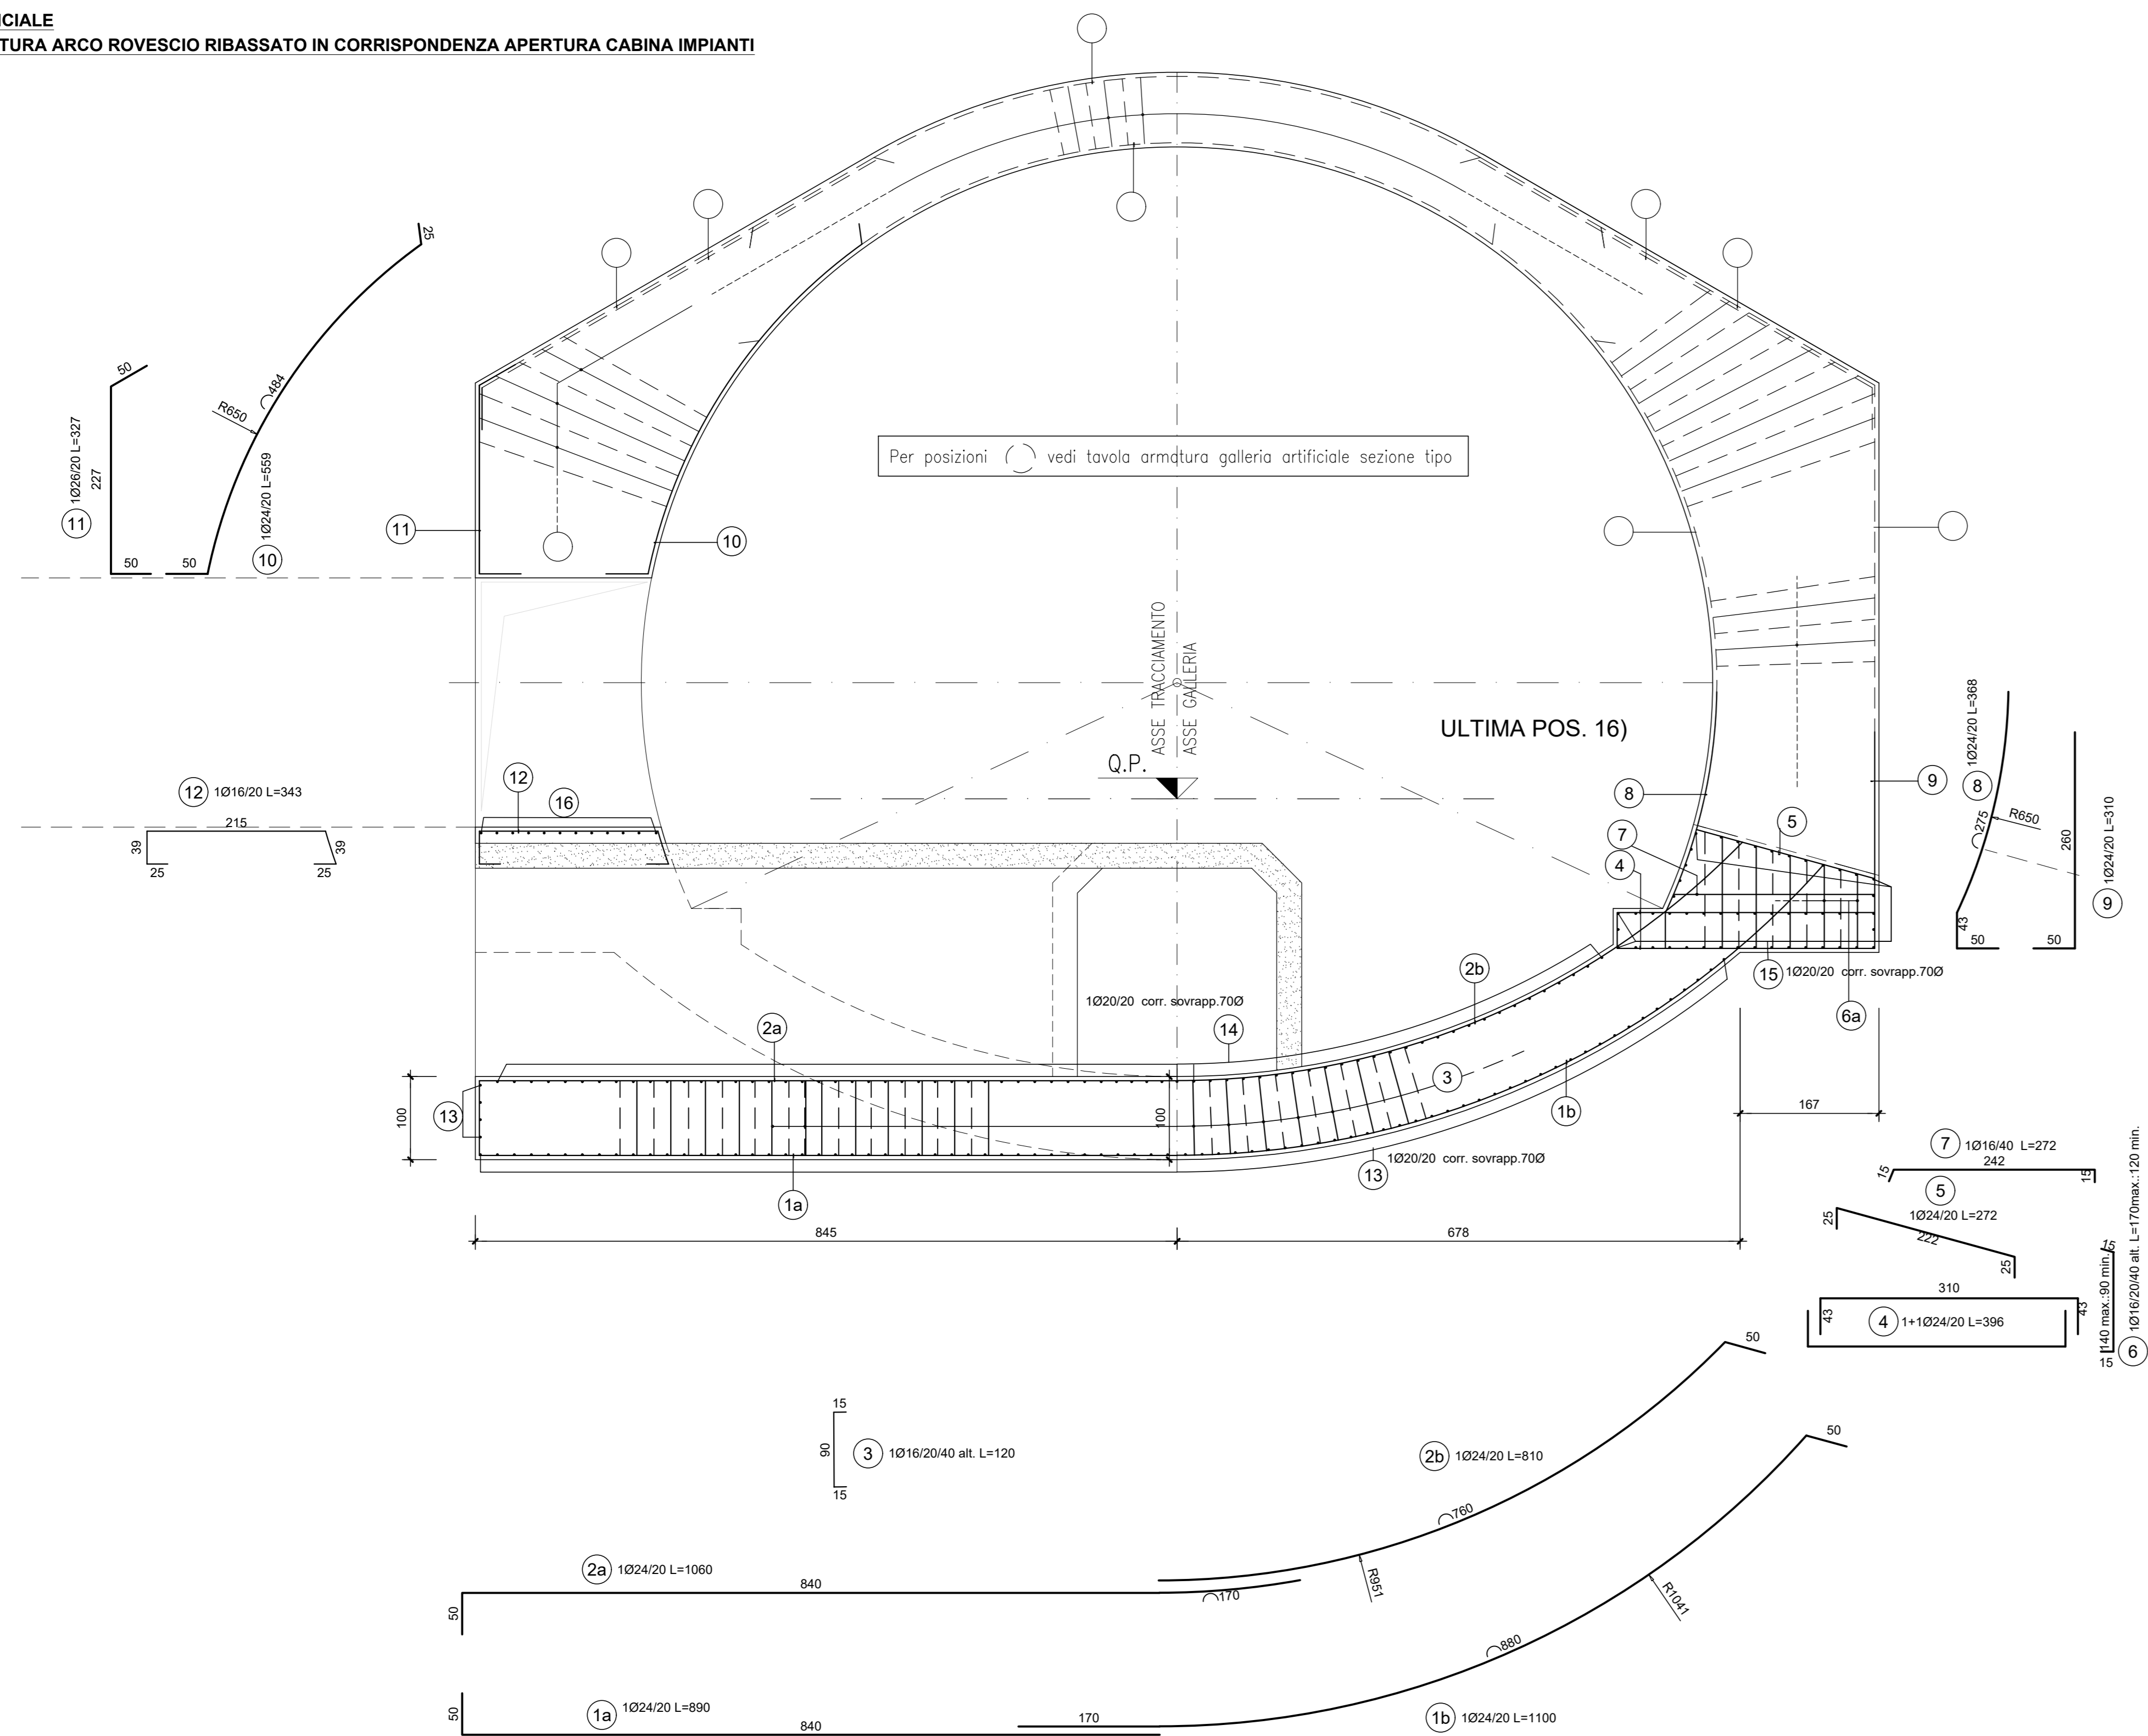 ICIALE
TURA ARCO ROVESCIO RIBASSATO IN CORRISPONDENZA APERTURA CABINA IMPIANTI
25
484
R650
50
227
1Ø26/20 L=327
11
50
50
1Ø24/20 L=559
10
11
10
Per posizioni vedi tavola armatura galleria artificiale sezione tipo
ASSE TRACCIAMENTO
ASSE GALLERIA
ULTIMA POS. 16)
Q.P.
12 1Ø16/20 L=343
215
39
39
25
25
12
16
8
9
7
5
4
1Ø24/20 L=368
8
275
R650
43
50
260
50
1Ø24/20 L=310
9
15 1Ø20/20 corr. sovrapp.70Ø
6a
2b
1Ø20/20 corr. sovrapp.70Ø
14
2a
3
1b
13
100
100
1a
1Ø20/20 corr. sovrapp.70Ø
13
167
845
678
7 1Ø16/40 L=272
242
15
15
5
1Ø24/20 L=272
25
222
25
310
43
43
4 1+1Ø24/20 L=396
15
140 max.:90 min.
15
6
1Ø16/20/40 alt. L=170max.:120 min.
15
90
15
3 1Ø16/20/40 alt. L=120
50
2b 1Ø24/20 L=810
760
R951
50
2a 1Ø24/20 L=1060
840
50
170
R1041
880
1a 1Ø24/20 L=890
50
840
170
1b 1Ø24/20 L=1100